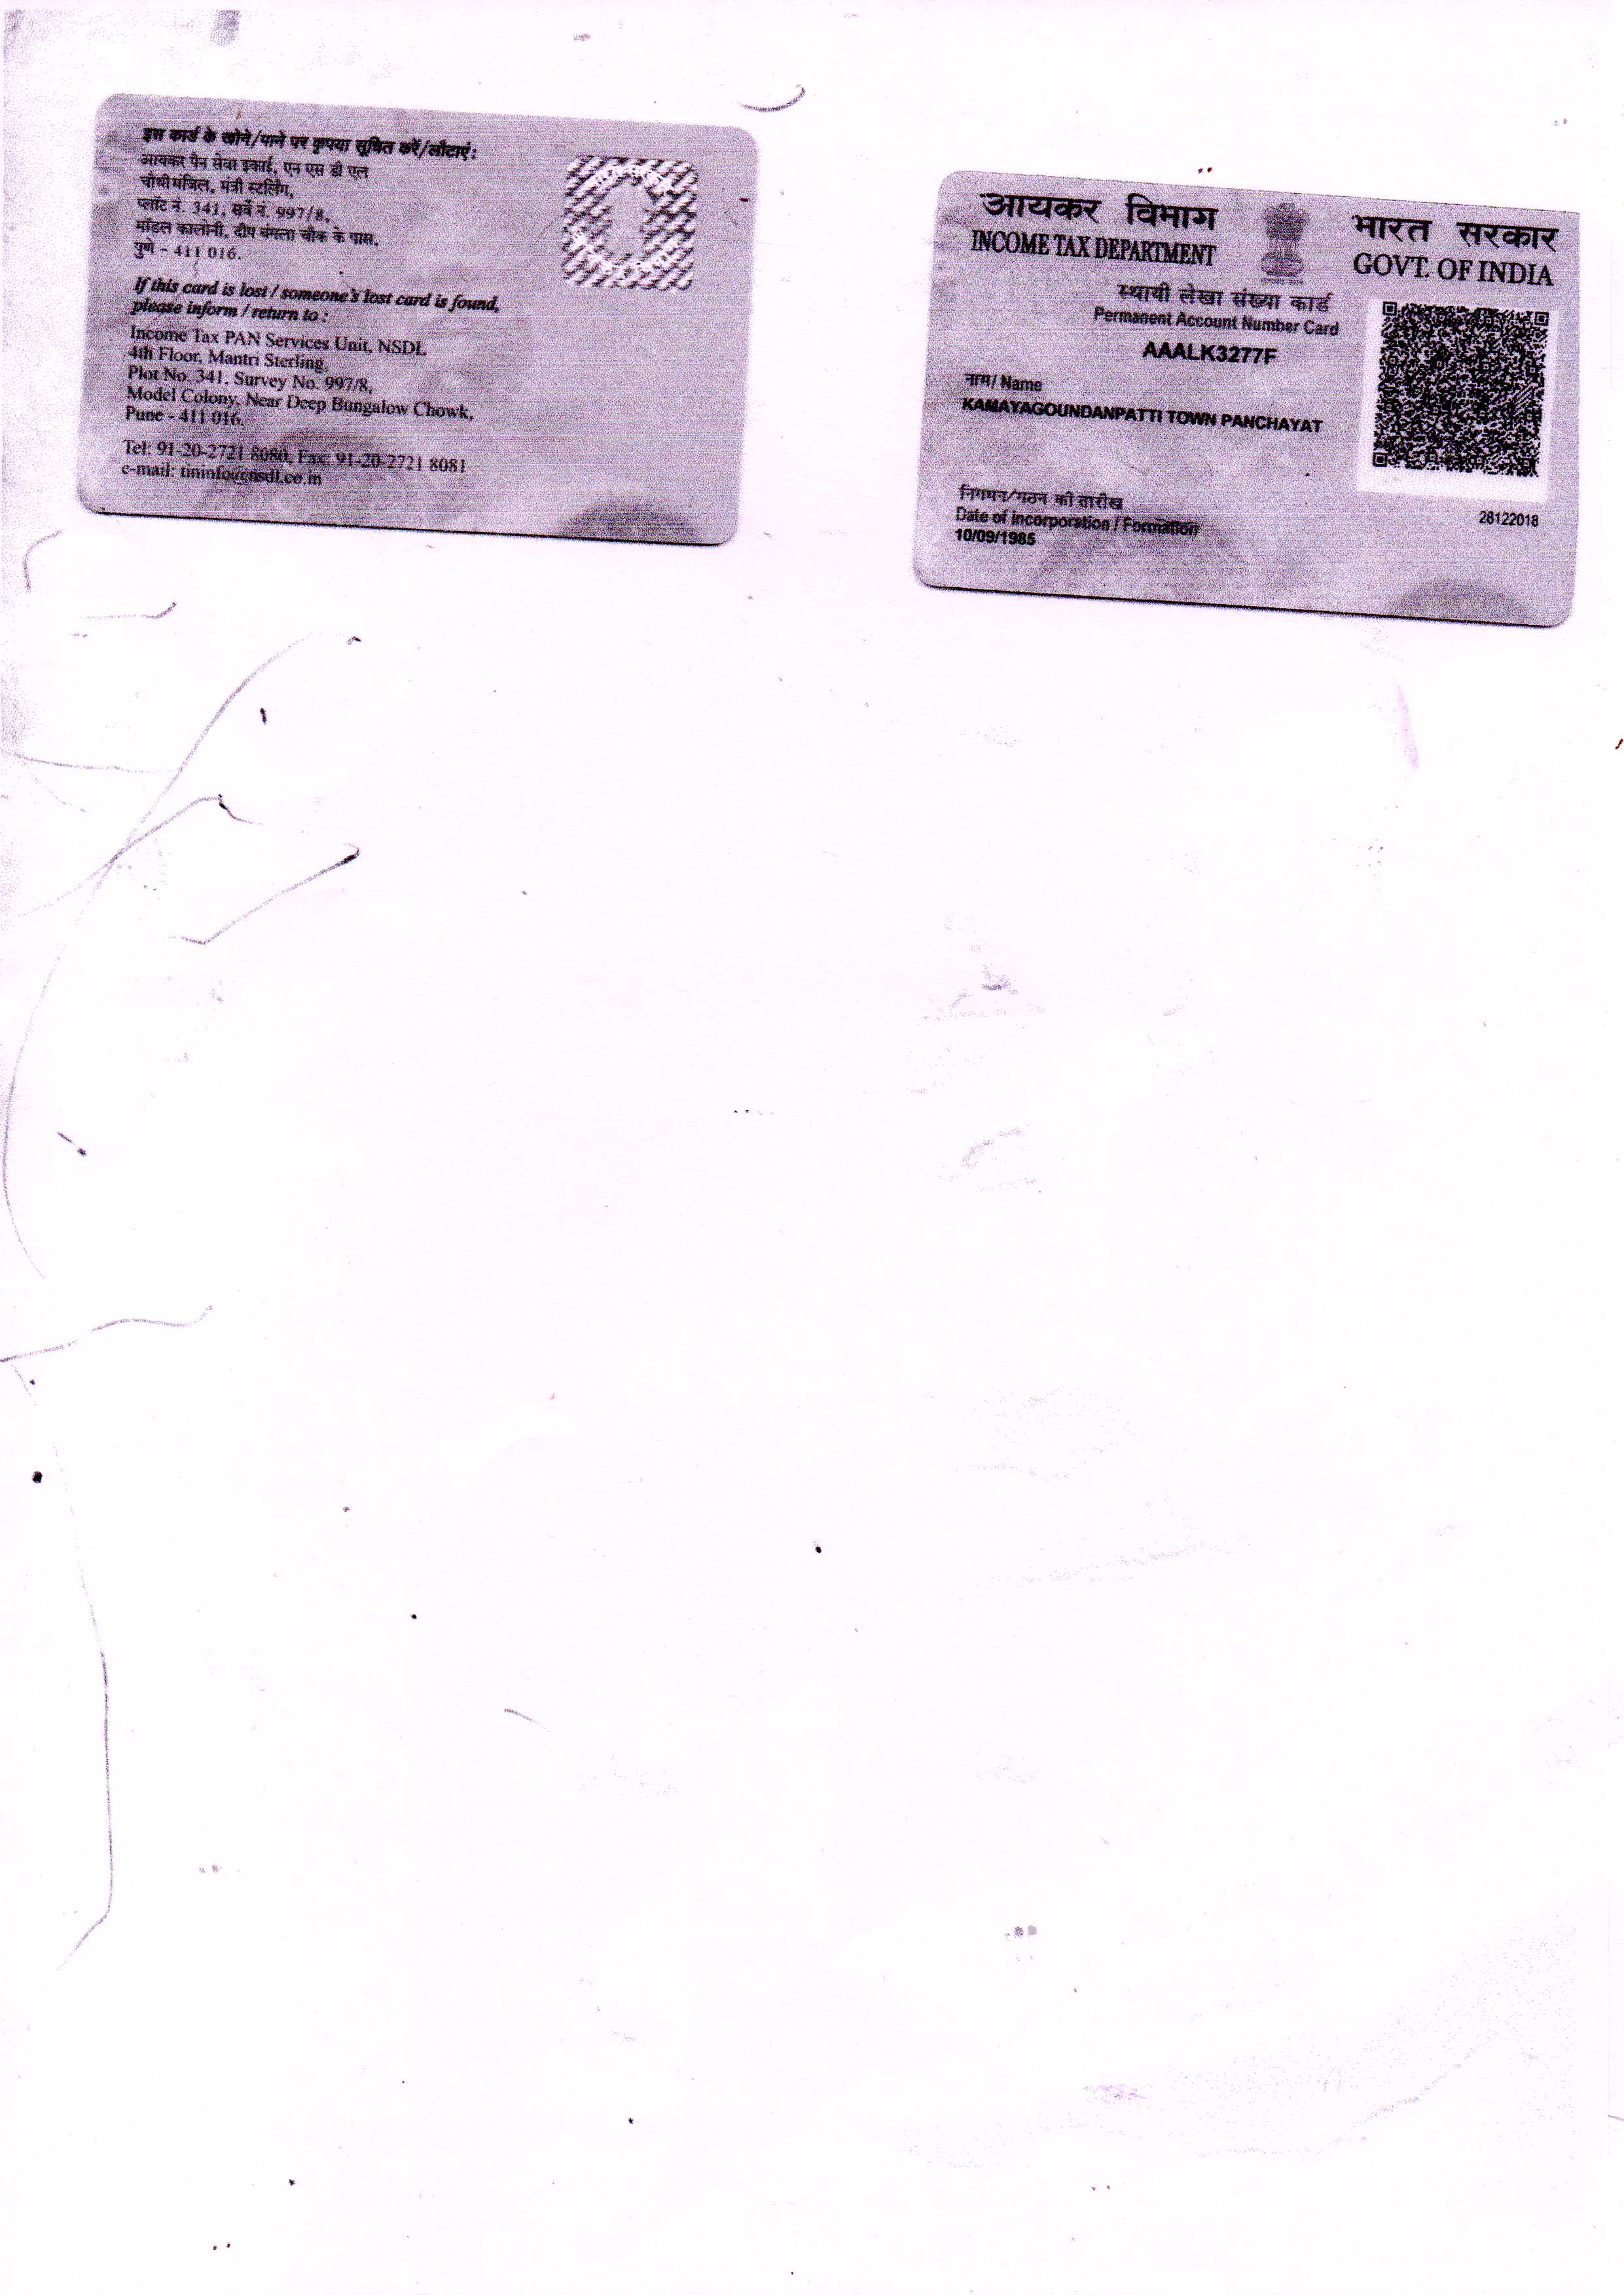 इस कार्ड के खोने/पाने पर कृपया सूचित करें/लौटाएं:
आयकर पैन सेवा इकाई, एन एस डी एल
चौथी मंजिल, मंत्री स्टर्लिंग,
प्लॉट नं. 341, सर्वे नं. 997/8,
मॉडल कालोनी, दीप बंगला चौक के पास,
पुणे - 411 016.
If this card is lost / someone's lost card is found,
please inform / return to :
Income Tax PAN Services Unit, NSDL
4th Floor, Mantri Sterling,
Plot No. 341, Survey No. 997/8,
Model Colony, Near Deep Bungalow Chowk,
Pune - 411 016.
Tel: 91-20-2721 8080, Fax: 91-20-2721 8081
e-mail: tininfo@nsdl.co.in
आयकर विभाग
INCOME TAX DEPARTMENT
भारत सरकार
GOVT. OF INDIA
स्थायी लेखा संख्या कार्ड
Permanent Account Number Card
AAALK3277F
नाम/ Name
KAMAYAGOUNDANPATTI TOWN PANCHAYAT
निगमन/गठन की तारीख
Date of Incorporation / Formation
10/09/1985
28122018